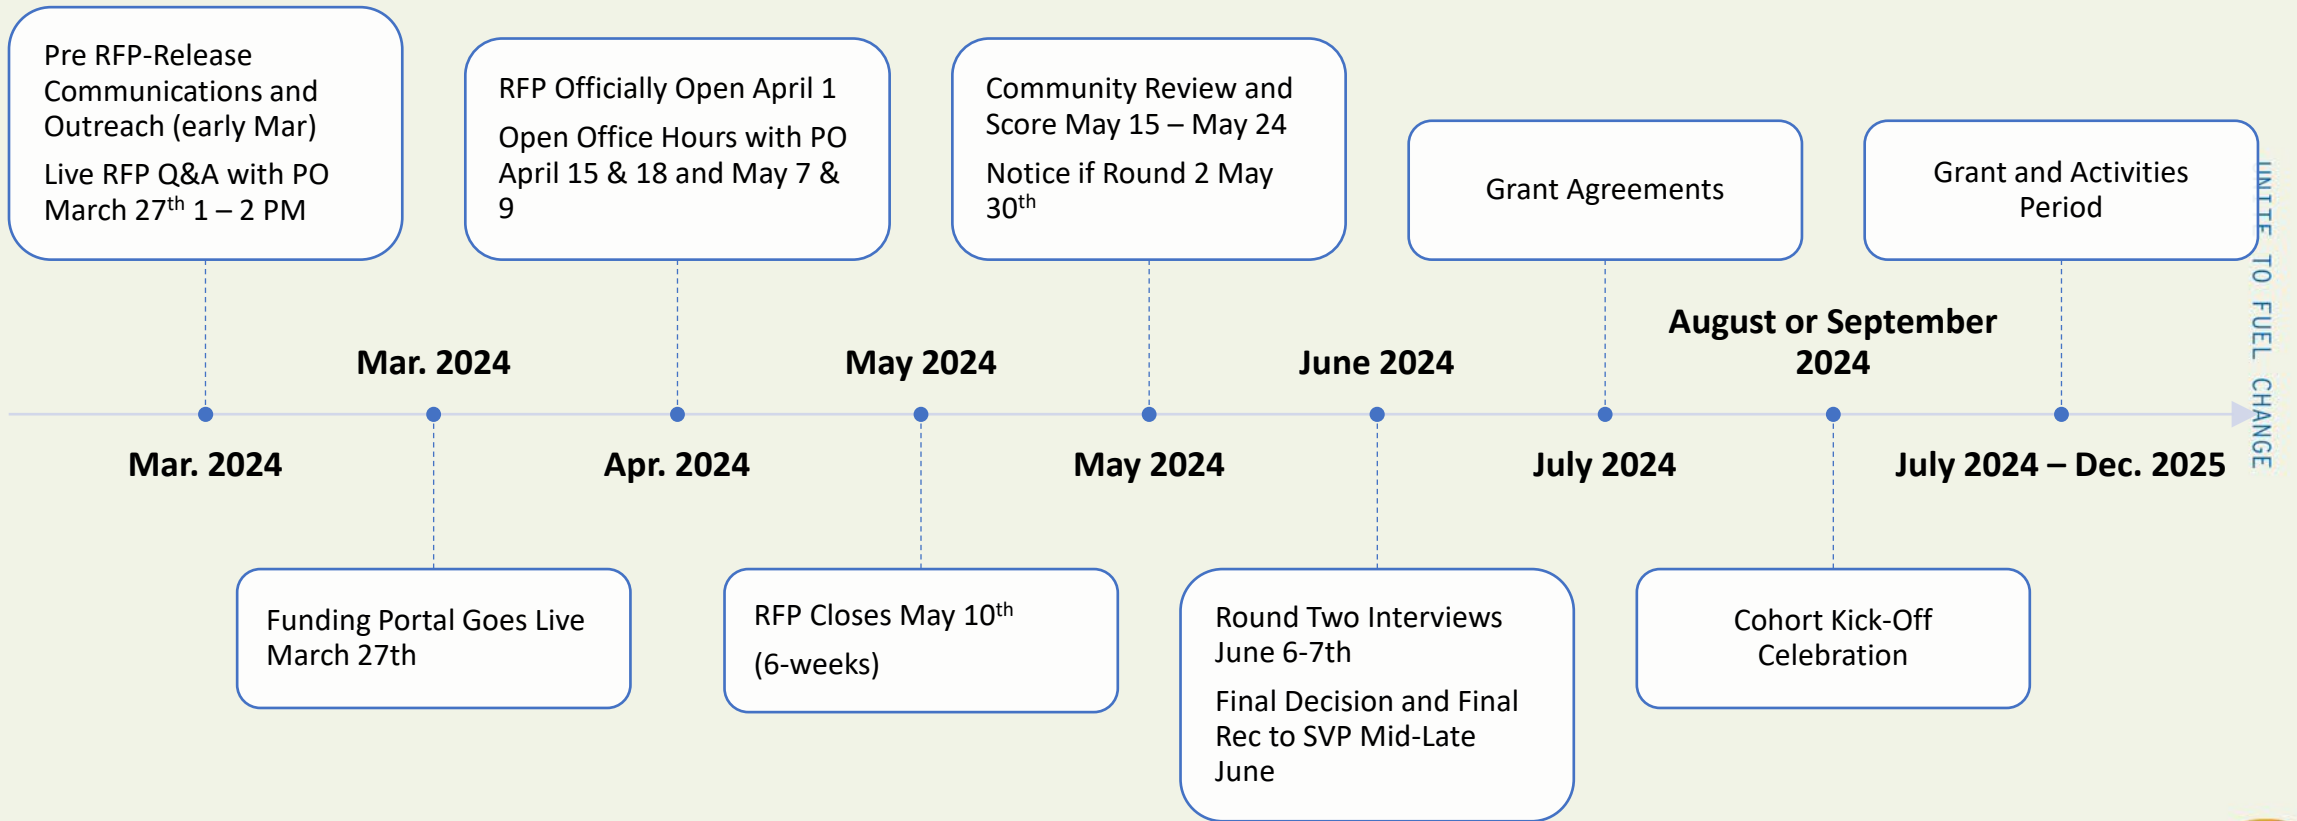 Pre RFP-Release
Communications and
Outreach (early Mar)
Live RFP Q&A with PO
March 27th 1 – 2 PM
RFP Officially Open April 1
Open Office Hours with PO
April 15 & 18 and May 7 &
9
Community Review and
Score May 15 – May 24
Notice if Round 2 May
30th
Grant Agreements
Grant and Activities
Period
Mar. 2024
May 2024
June 2024
August or September
2024
Mar. 2024
Apr. 2024
May 2024
July 2024
July 2024 – Dec. 2025
Funding Portal Goes Live
March 27th
RFP Closes May 10th
(6-weeks)
Round Two Interviews
June 6-7th
Final Decision and Final
Rec to SVP Mid-Late
June
Cohort Kick-Off
Celebration
UNITE TO FUEL CHANGE